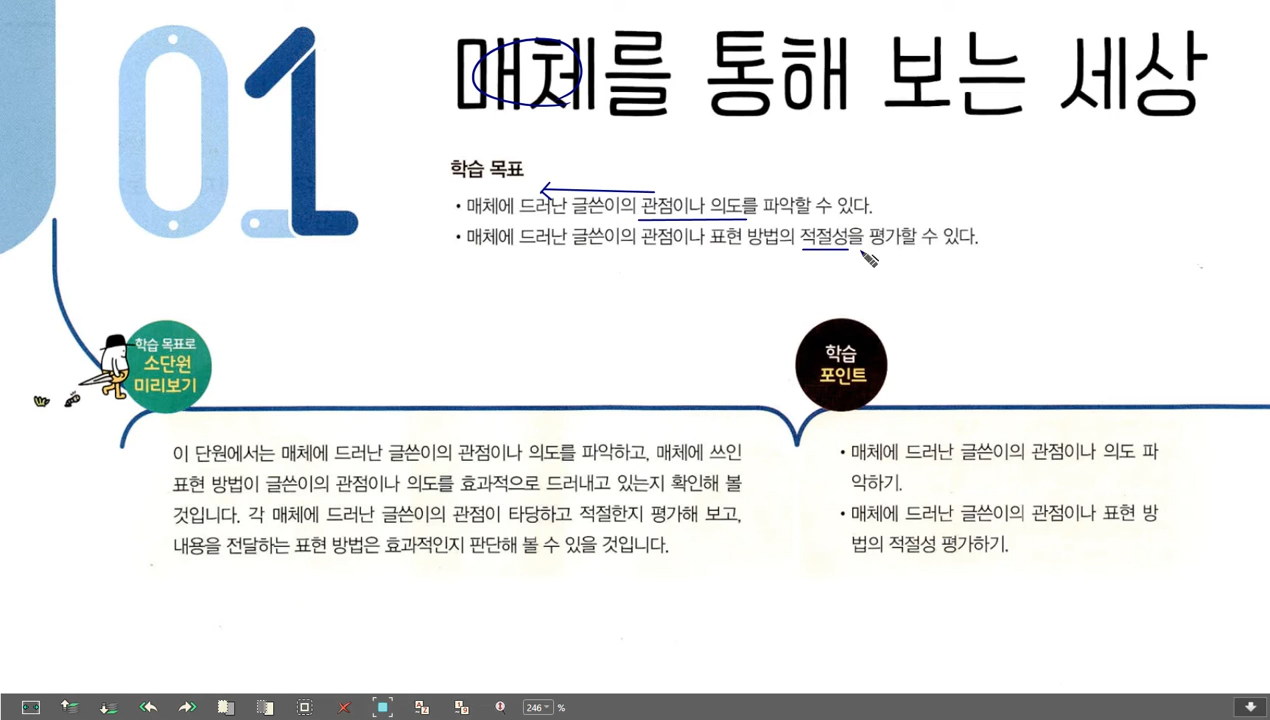 01
매체를 통해 보는 세상
학습 목표
• 매체에 드러난 글쓴이의 관점이나 의도를 파악할 수 있다.
• 매체에 드러난 글쓴이의 관점이나 표현 방법의 적절성을 평가할 수 있다.
학습 목표로
소단원
미리보기
이 단원에서는 매체에 드러난 글쓴이의 관점이나 의도를 파악하고, 매체에 쓰인
표현 방법이 글쓴이의 관점이나 의도를 효과적으로 드러내고 있는지 확인해 볼
것입니다. 각 매체에 드러난 글쓴이의 관점이 타당하고 적절한지 평가해 보고,
내용을 전달하는 표현 방법은 효과적인지 판단해 볼 수 있을 것입니다.
학습
포인트
• 매체에 드러난 글쓴이의 관점이나 의도 파
악하기.
• 매체에 드러난 글쓴이의 관점이나 표현 방
법의 적절성 평가하기.
246 %